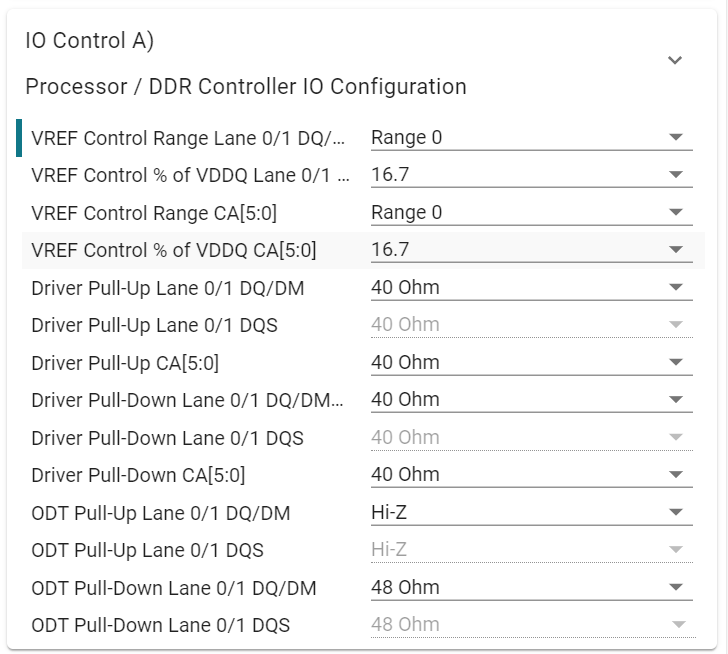 IO Control A)
Processor / DDR Controller IO Configuration
VREF Control Range Lane 0/1 DQ/... Range 0
VREF Control % of VDDQ Lane 0/1 ... 16.7
VREF Control Range CA[5:0] Range 0
VREF Control % of VDDQ CA[5:0] 16.7
Driver Pull-Up Lane 0/1 DQ/DM 40 Ohm
Driver Pull-Up Lane 0/1 DQS 40 Ohm
Driver Pull-Up CA[5:0] 40 Ohm
Driver Pull-Down Lane 0/1 DQ/DM... 40 Ohm
Driver Pull-Down Lane 0/1 DQS 40 Ohm
Driver Pull-Down CA[5:0] 40 Ohm
ODT Pull-Up Lane 0/1 DQ/DM Hi-Z
ODT Pull-Up Lane 0/1 DQS Hi-Z
ODT Pull-Down Lane 0/1 DQ/DM 48 Ohm
ODT Pull-Down Lane 0/1 DQS 48 Ohm